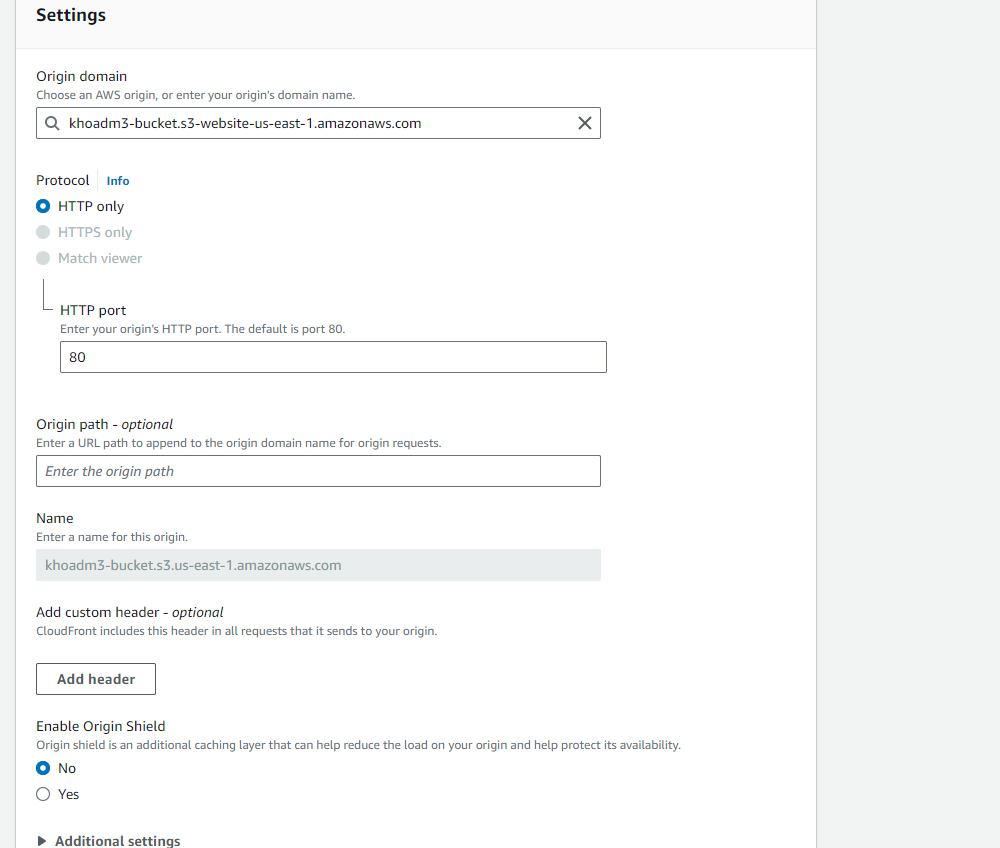 Settings
Origin domain
Choose an AWS origin, or enter your origin's domain name.
khoadm3-bucket.s3-website-us-east-1.amazonaws.com
Protocol Info
HTTP only
HTTPS only
Match viewer
HTTP port
Enter your origin's HTTP port. The default is port 80.
80
Origin path - optional
Enter a URL path to append to the origin domain name for origin requests.
Enter the origin path
Name
Enter a name for this origin.
khoadm3-bucket.s3.us-east-1.amazonaws.com
Add custom header - optional
CloudFront includes this header in all requests that it sends to your origin.
Add header
Enable Origin Shield
Origin shield is an additional caching layer that can help reduce the load on your origin and help protect its availability.
No
Yes
Additional settings